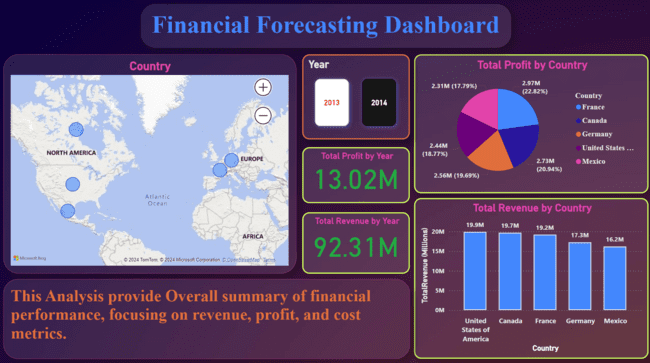 Financial Forecasting Dashboard
Country
NORTH AMERICA
EUROPE
Atlantic
Ocean
AFRICA
Microsoft Bing
© 2024 TomTom, © 2024 Microsoft Corporation, © OpenStreetMap Terms
Year
2013
2014
Total Profit by Year
13.02M
Total Revenue by Year
92.31M
Total Profit by Country
2.31M (17.79%)
2.97M
(22.82%)
2.44M
(18.77%)
2.56M (19.69%)
2.73M
(20.94%)
Country
France
Canada
Germany
United States ...
Mexico
Total Revenue by Country
TotalRevenue (Millions)
20M
15M
10M
5M
0M
19.9M
19.7M
19.2M
17.3M
16.2M
United
States of
America
Canada
France
Germany
Mexico
Country
This Analysis provide Overall summary of financial
performance, focusing on revenue, profit, and cost
metrics.